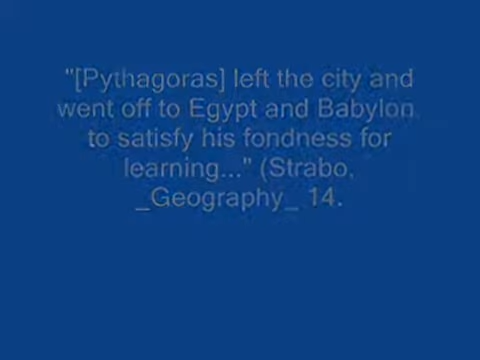 "[Pythagoras] left the city and
went off to Egypt and Babylon
to satisfy his fondness for
learning..." (Strabo,
_Geography_ 14.